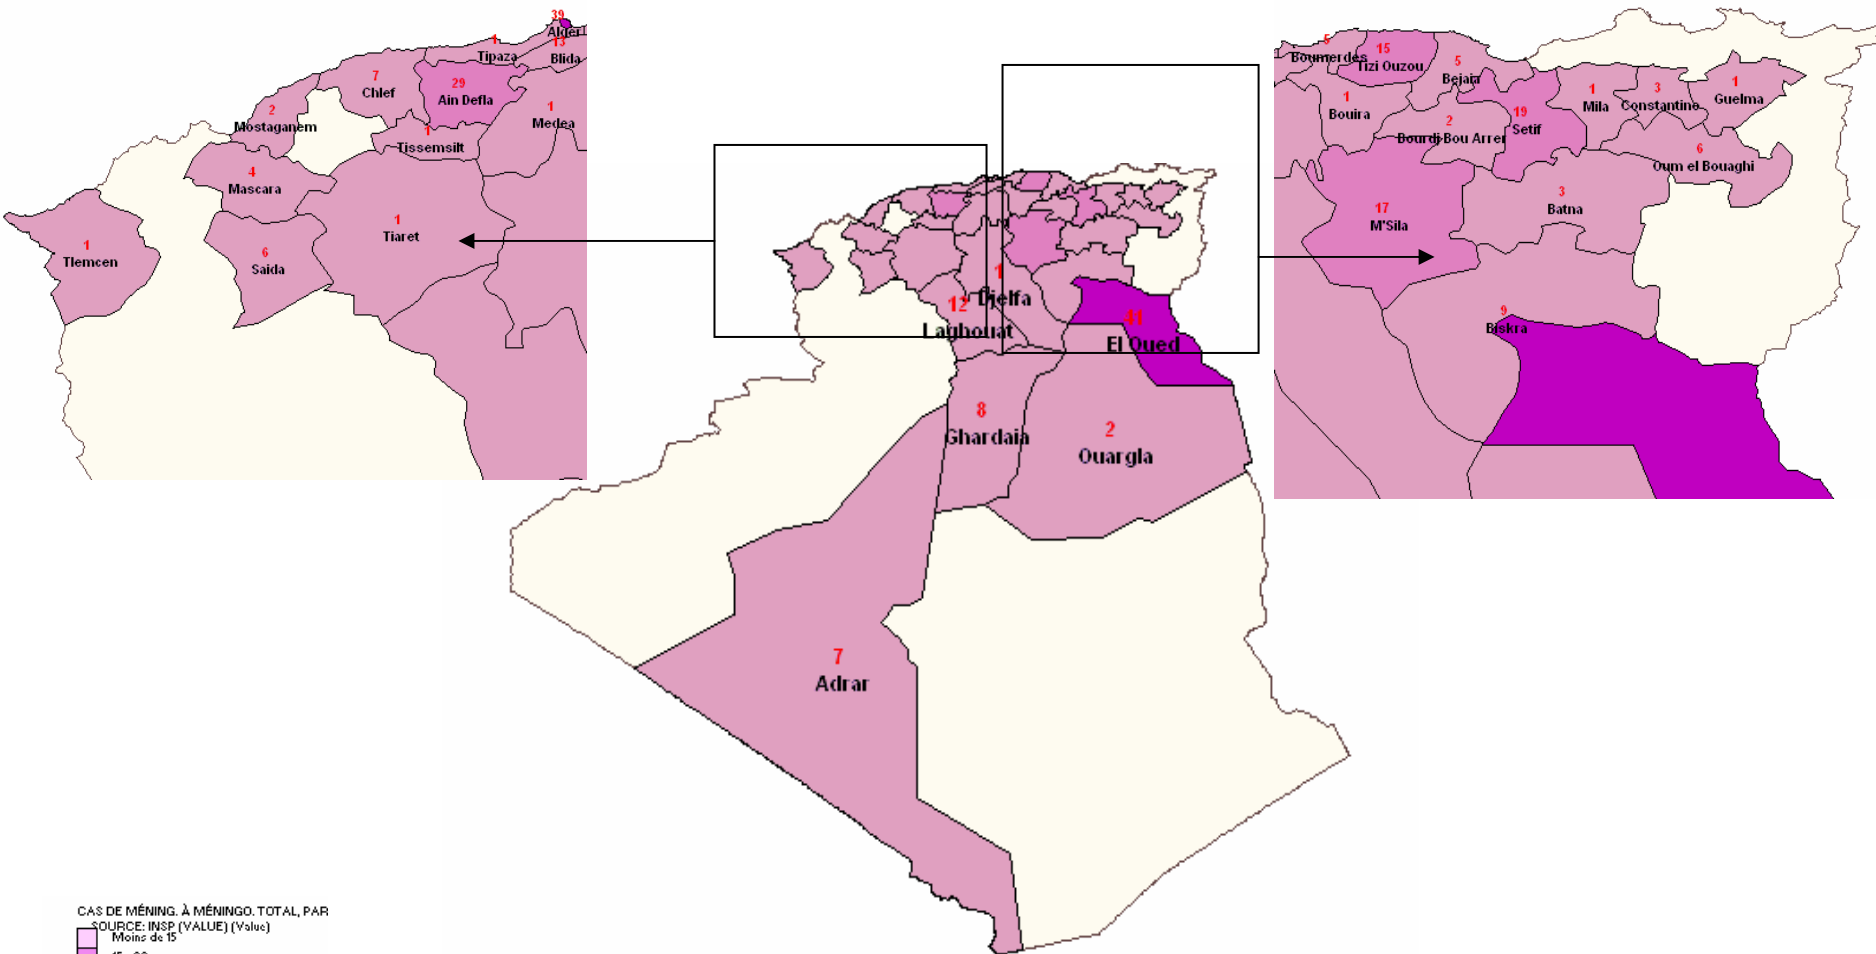 39
Alger
13
Blida
1
Tipaza
7
Chlef
29
Ain Defla
1
Medea
2
Mostaganem
1
Tissemsilt
4
Mascara
1
Tiaret
1
Tlemcen
6
Saida
5
Boumerdes
15
Tizi Ouzou
5
Bejaia
1
Bouira
2
Bourdj Bou Arrer
19
Setif
1
Mila
3
Constantine
1
Guelma
6
Oum el Bouaghi
17
M'Sila
3
Batna
9
Biskra
1
Djelfa
12
Laghouat
41
El Oued
8
Ghardaia
2
Ouargla
7
Adrar
CAS DE MÉNING. À MÉNINGO. TOTAL, PAR
SOURCE: INSP (VALUE) (Value)
Moins de 15